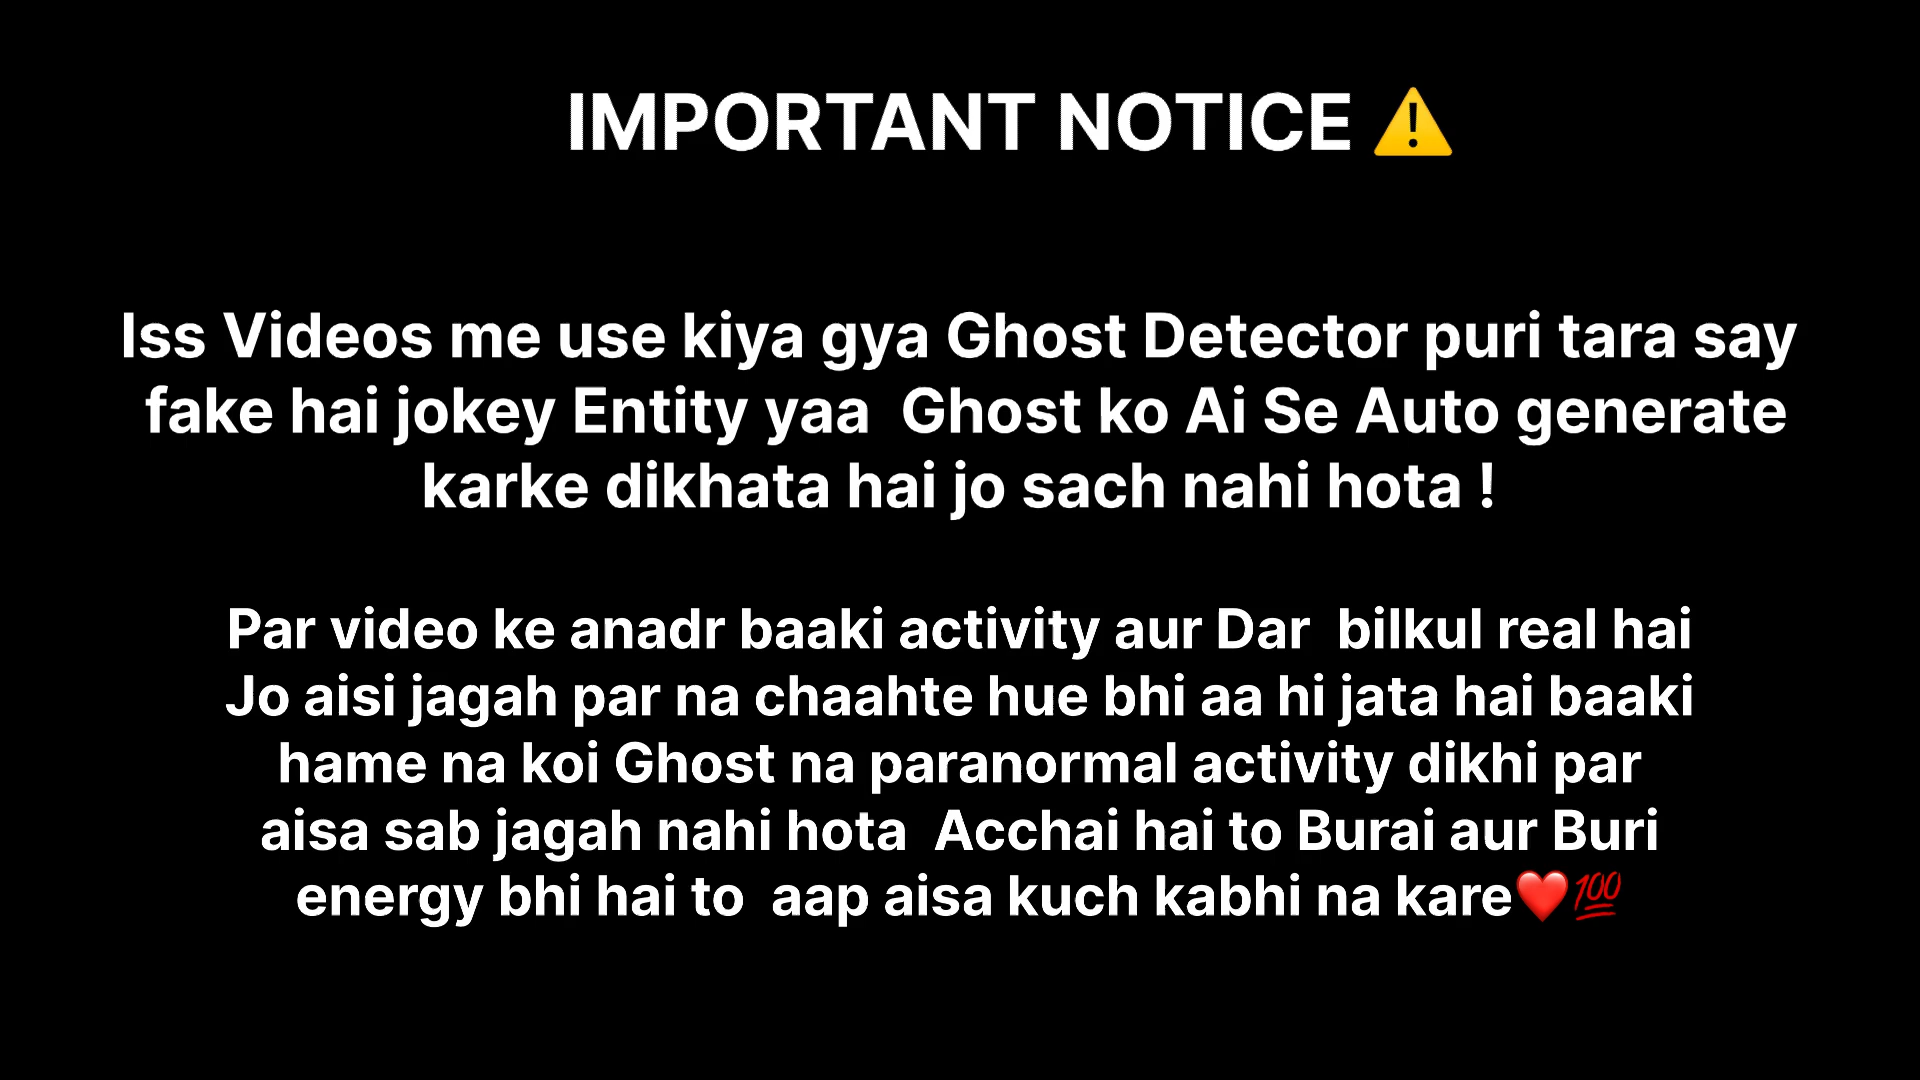 IMPORTANT NOTICE ⚠️
Iss Videos me use kiya gya Ghost Detector puri tara say
fake hai jokey Entity yaa Ghost ko Ai Se Auto generate
karke dikhata hai jo sach nahi hota !
Par video ke anadr baaki activity aur Dar bilkul real hai
Jo aisi jagah par na chaahte hue bhi aa hi jata hai baaki
hame na koi Ghost na paranormal activity dikhi par
aisa sab jagah nahi hota Acchai hai to Burai aur Buri
energy bhi hai to aap aisa kuch kabhi na kare❤️💯